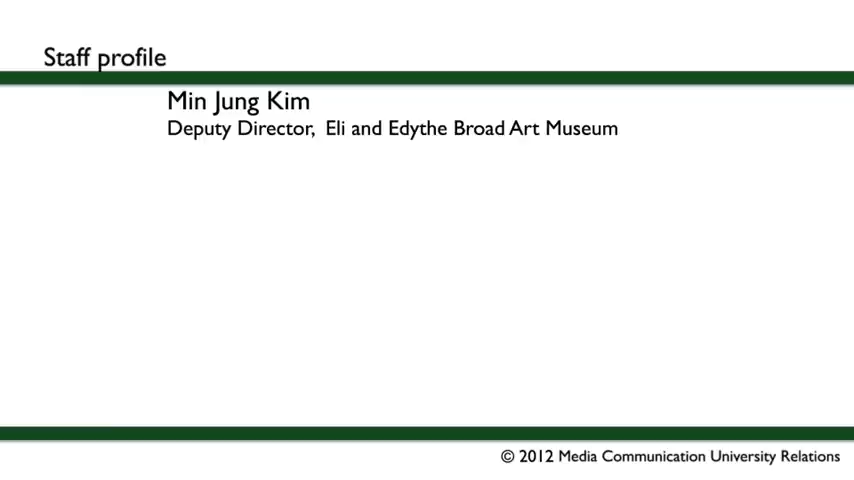 Staff profile
Min Jung Kim
Deputy Director, Eli and Edythe Broad Art Museum
© 2012 Media Communication University Relations